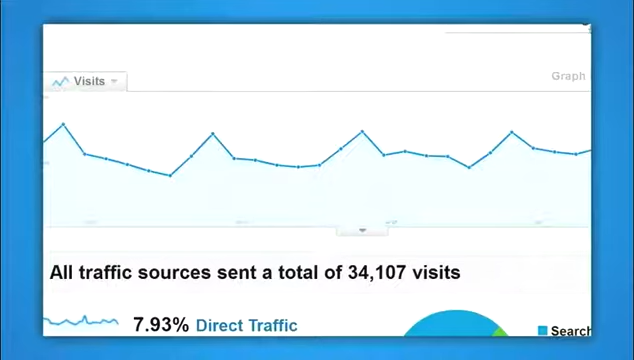 Visits
Graph
All traffic sources sent a total of 34,107 visits
7.93% Direct Traffic
Search